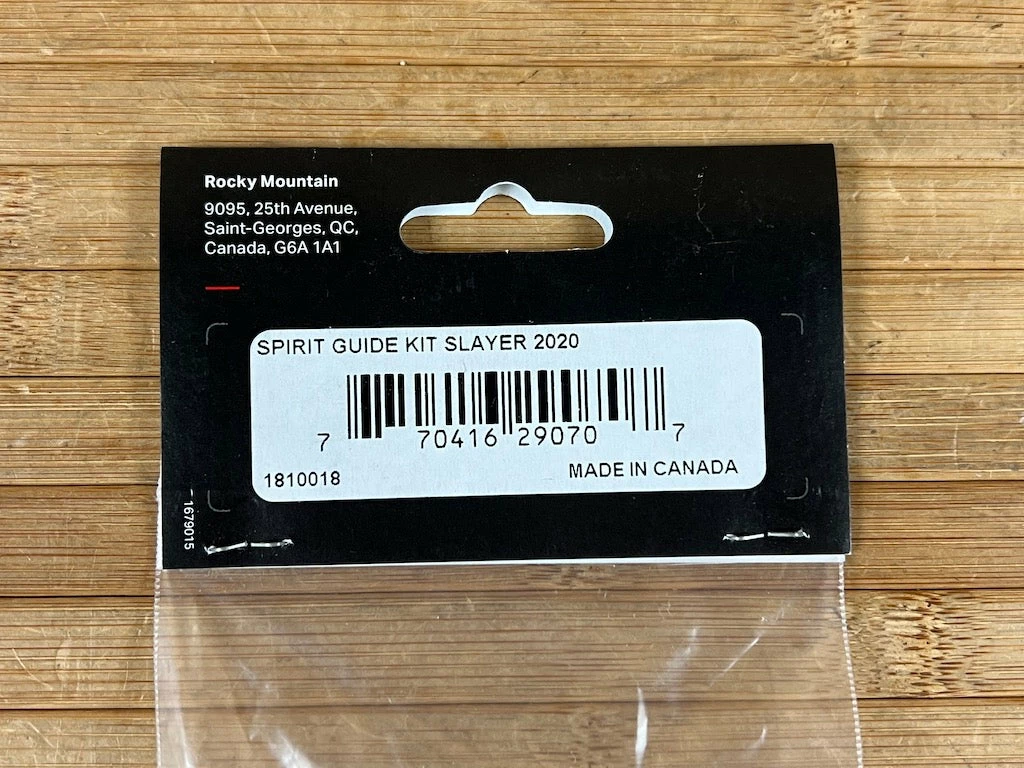 Rocky Mountain
9095, 25th Avenue,
Saint-Georges, QC,
Canada, G6A 1A1
SPIRIT GUIDE KIT SLAYER 2020
7 70416 29070 7
1810018 MADE IN CANADA
1679015